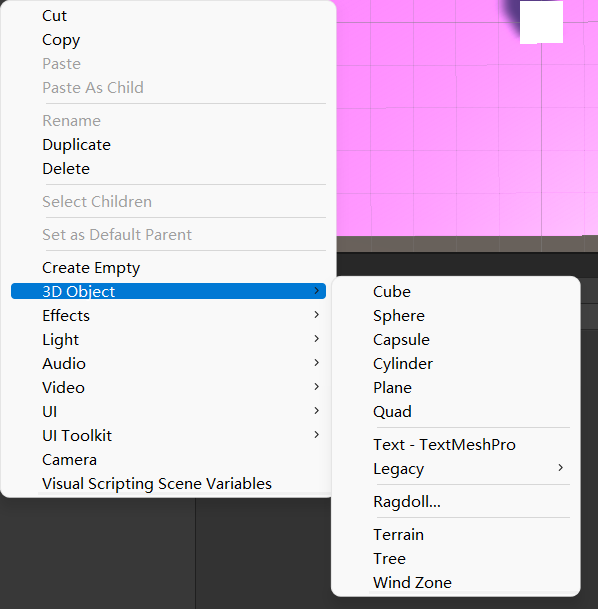 Cut
Copy
Paste
Paste As Child
Rename
Duplicate
Delete
Select Children
Set as Default Parent
Create Empty
3D Object
Effects
Light
Audio
Video
UI
UI Toolkit
Camera
Visual Scripting Scene Variables
Cube
Sphere
Capsule
Cylinder
Plane
Quad
Text - TextMeshPro
Legacy
Ragdoll...
Terrain
Tree
Wind Zone